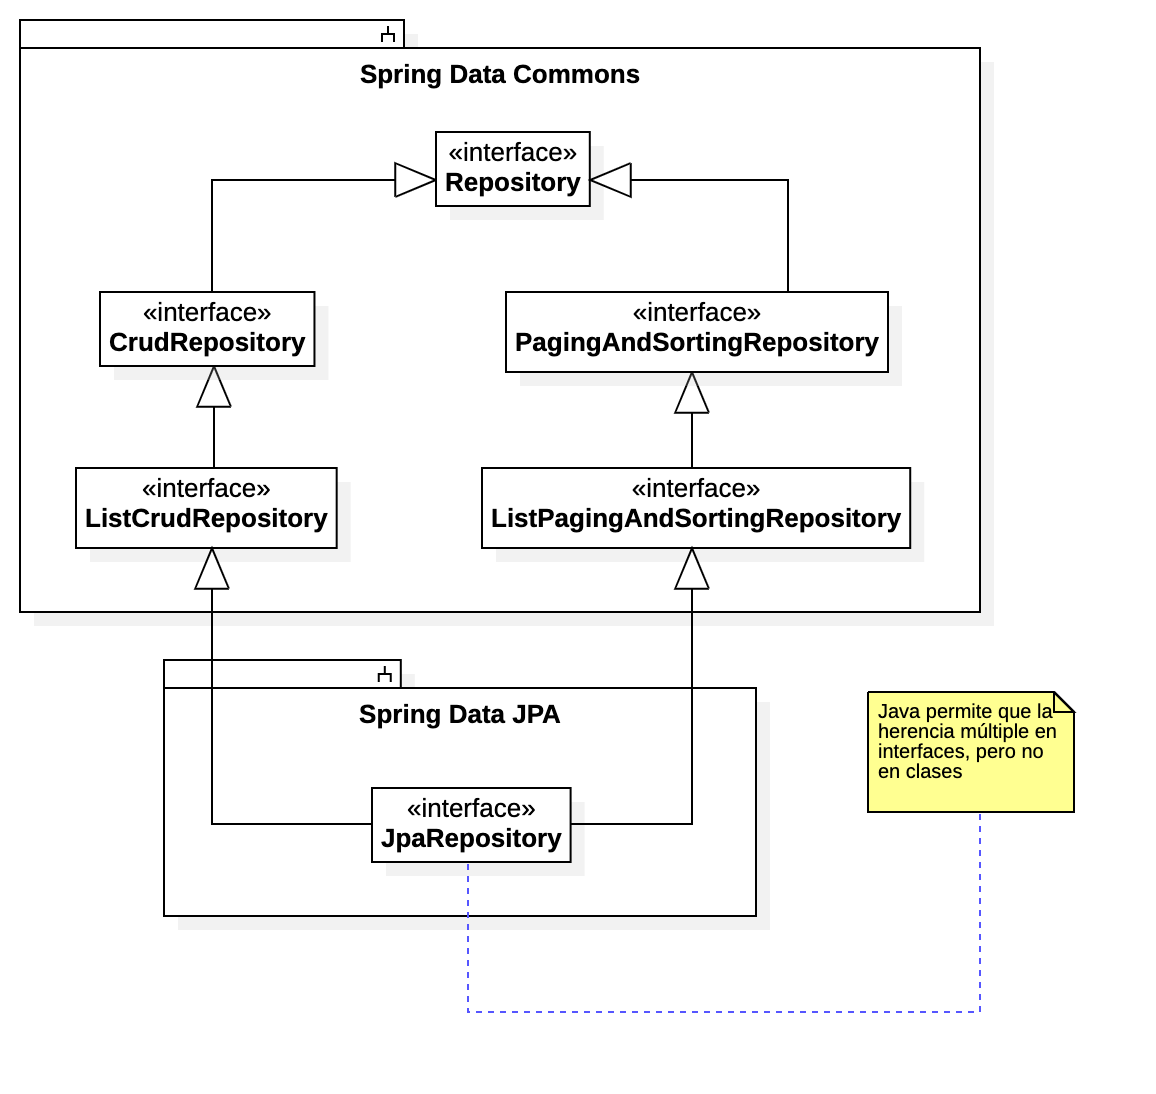 Spring Data Commons
«interface»
Repository
«interface»
CrudRepository
«interface»
PagingAndSortingRepository
«interface»
ListCrudRepository
«interface»
ListPagingAndSortingRepository
Spring Data JPA
«interface»
JpaRepository
Java permite que la
herencia múltiple en
interfaces, pero no
en clases